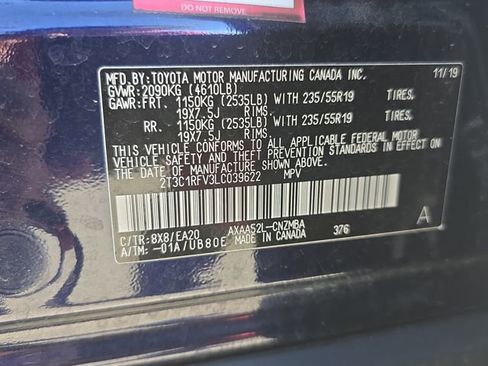 DO NOT REMOVE
MFD.BY:TOYOTA MOTOR MANUFACTURING CANADA INC. 11/19
GVWR:2090KG (4610LB)
GAWR:FRT. 1150KG (2535LB) WITH 235/55R19 TIRES,
19X7.5J RIMS,
RR. 1150KG (2535LB) WITH 235/55R19 TIRES,
19X7.5J RIMS,
THIS VEHICLE CONFORMS TO ALL APPLICABLE FEDERAL MOTOR
VEHICLE SAFETY AND THEFT PREVENTION STANDARDS IN EFFECT ON
THE DATE OF MANUFACTURE SHOWN ABOVE.
2T3C1RFV3LC039622 MPV
C/TR:8X8/EA20 AXAA52L-CNZMBA 376 A
A/TM: -01A/UB80E MADE IN CANADA